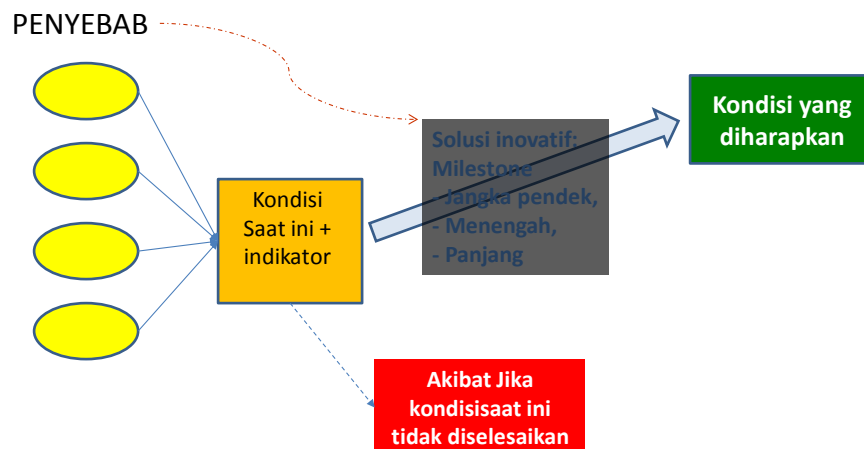 PENYEBAB
Kondisi
Saat ini +
indikator
Solusi inovatif:
Milestone
- Jangka pendek,
- Menengah,
- Panjang
Kondisi yang
diharapkan
Akibat Jika
kondisisaat ini
tidak diselesaikan